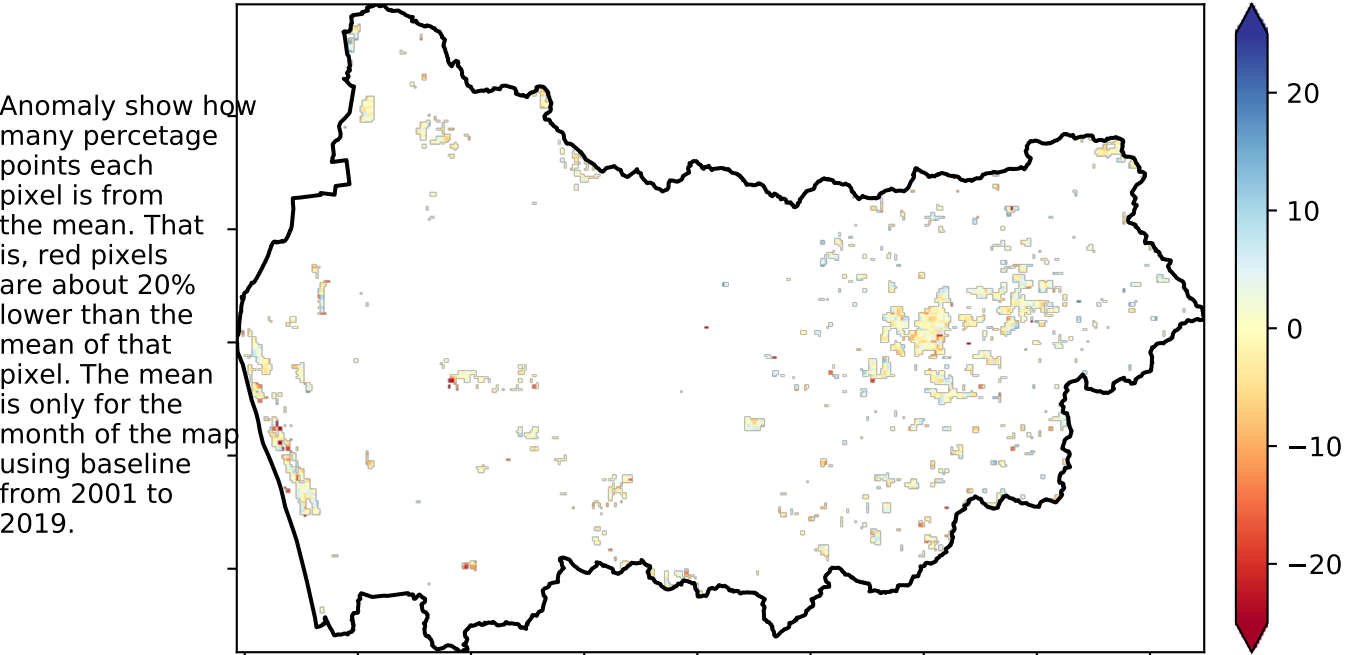 Anomaly show how
many percetage
points each
pixel is from
the mean. That
is, red pixels
are about 20%
lower than the
mean of that
pixel. The mean
is only for the
month of the map
using baseline
from 2001 to
2019.
20
10
0
−10
−20